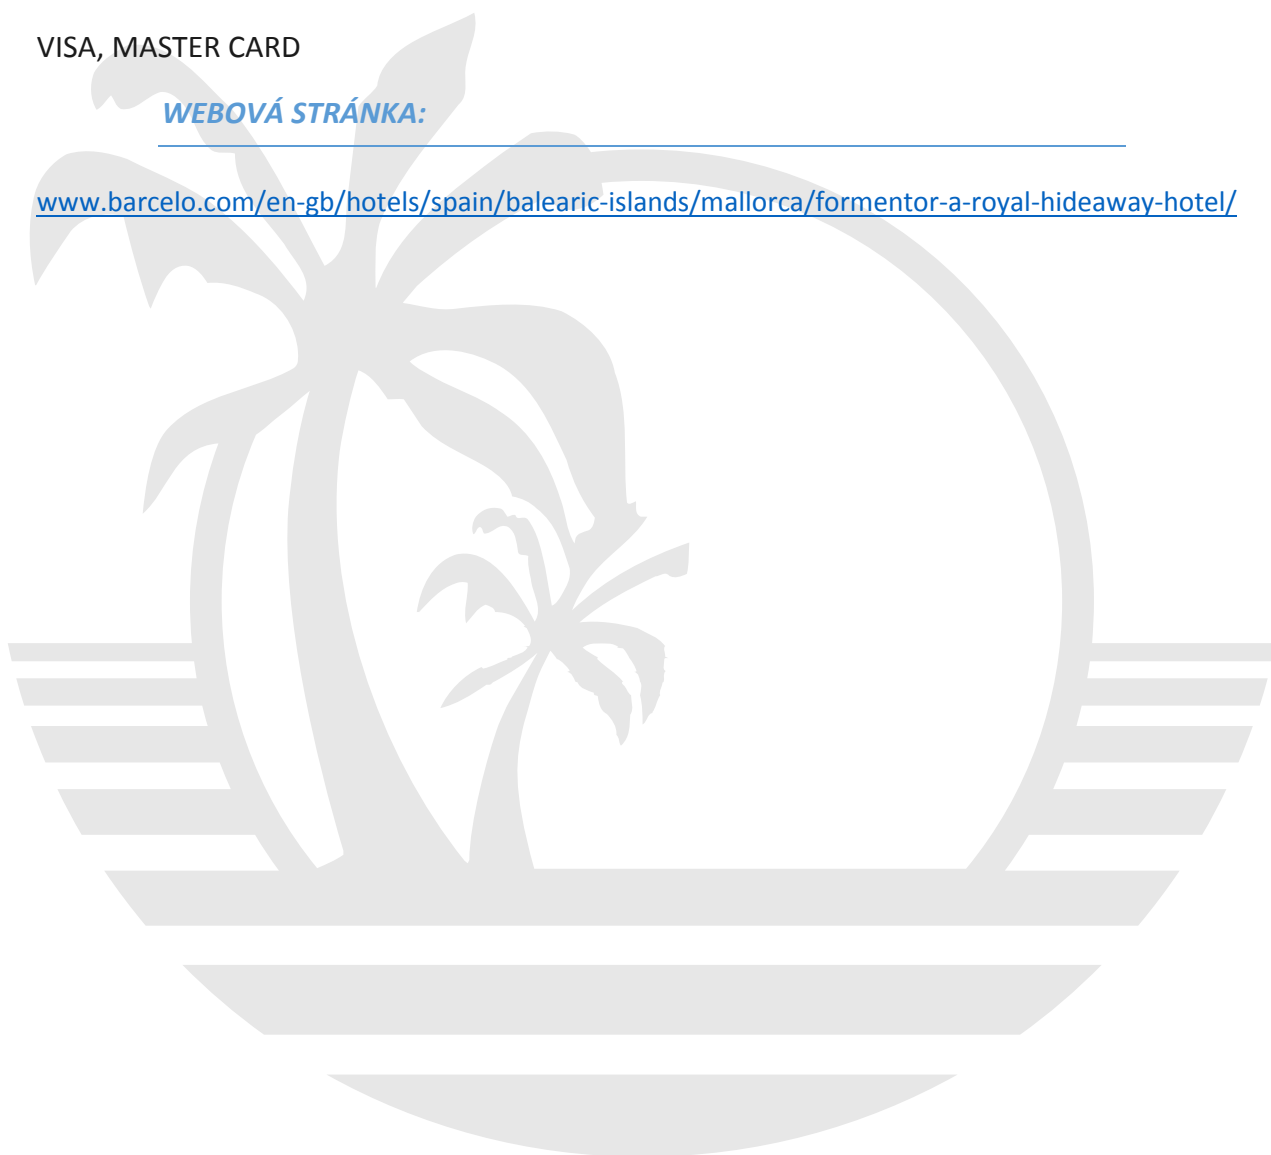 VISA, MASTER CARD
WEBOVÁ STRÁNKA:
www.barcelo.com/en-gb/hotels/spain/balearic-islands/mallorca/formentor-a-royal-hideaway-hotel/